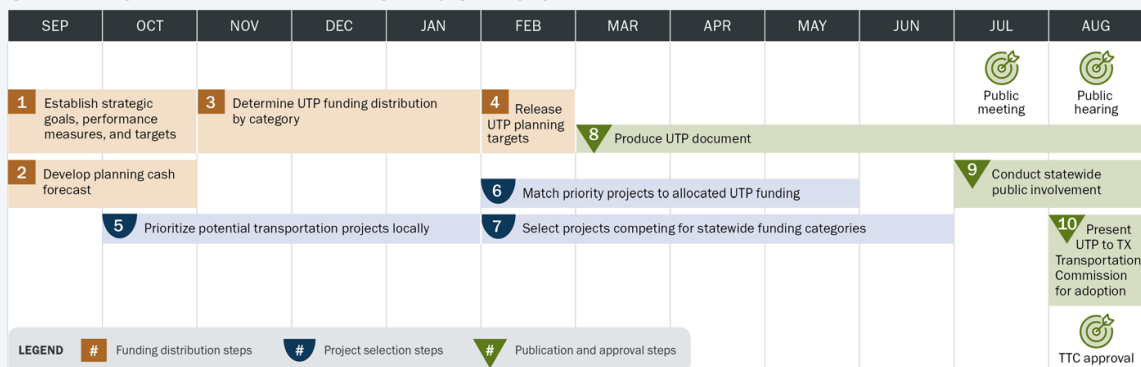 SEP OCT NOV DEC JAN FEB MAR APR MAY JUN JUL AUG
Public
meeting
Public
hearing
1 Establish strategic
goals, performance
measures, and targets
3 Determine UTP funding distribution
by category
4 Release
UTP planning
targets
8 Produce UTP document
2 Develop planning cash
forecast
9 Conduct statewide
public involvement
6 Match priority projects to allocated UTP funding
5 Prioritize potential transportation projects locally
7 Select projects competing for statewide funding categories
10 Present
UTP to TX
Transportation
Commission
for adoption
TTC approval
LEGEND # Funding distribution steps # Project selection steps # Publication and approval steps